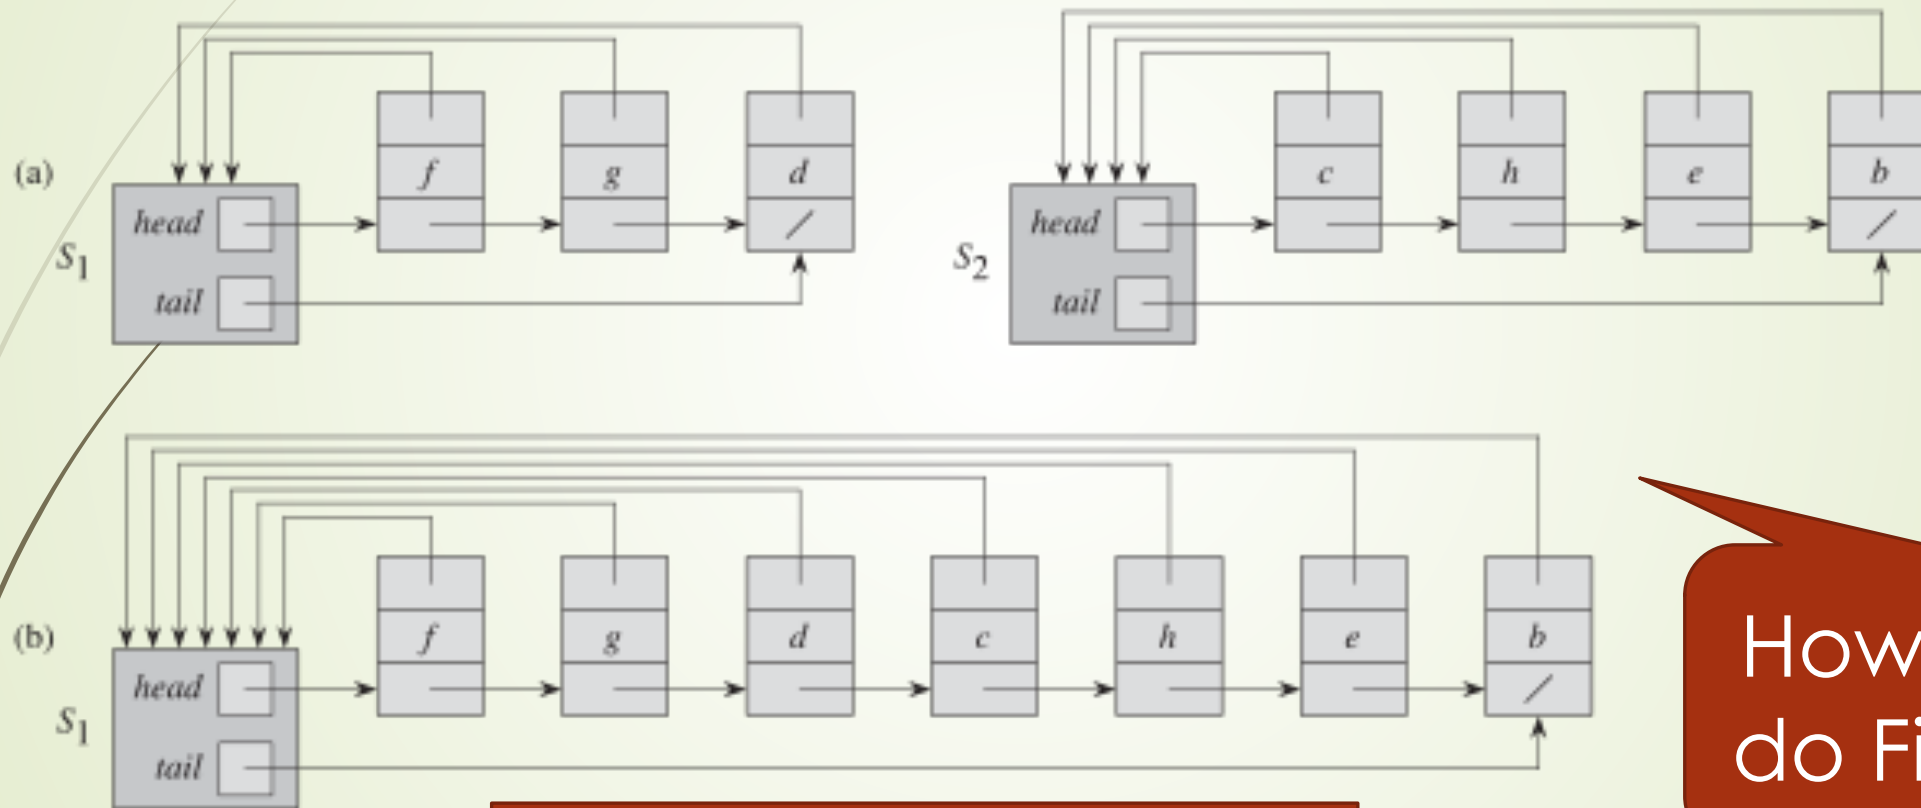 (a)
f g d
head
S1
tail
c h e b
head
S2
tail
(b)
f g d c h e b
head
S1
tail
How
do Fi